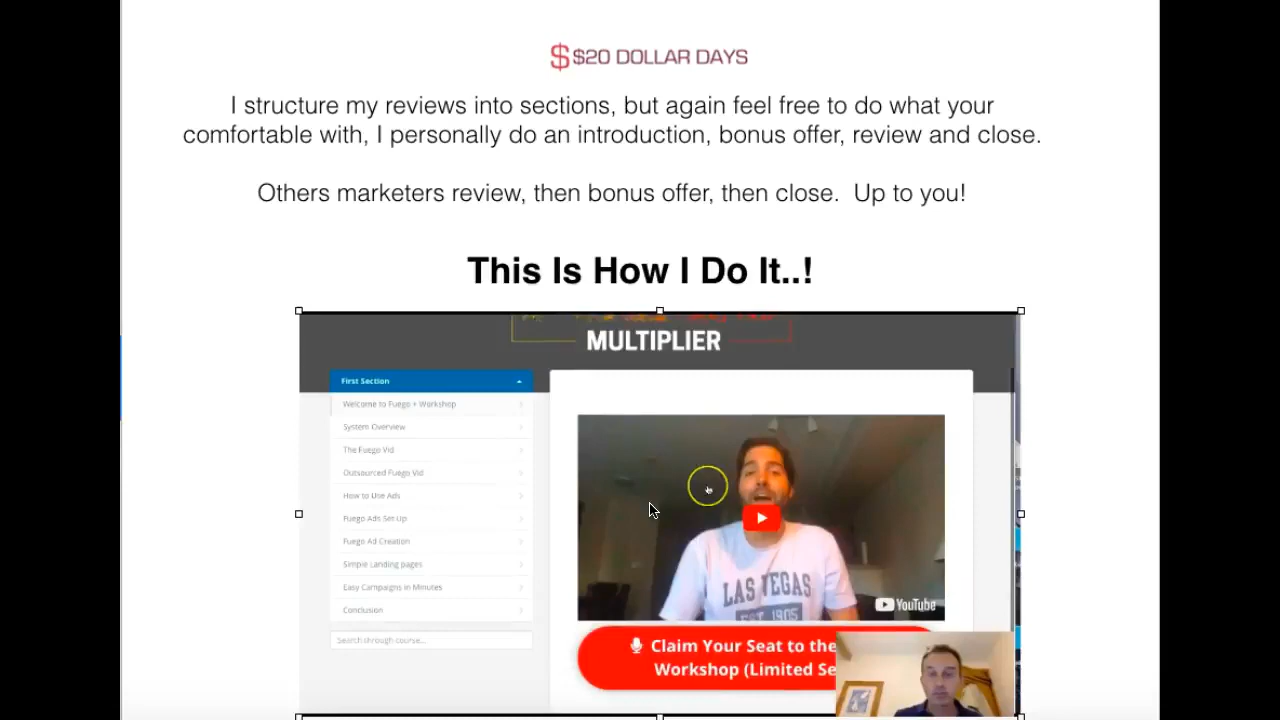 $$20 DOLLAR DAYS
I structure my reviews into sections, but again feel free to do what your
comfortable with, I personally do an introduction, bonus offer, review and close.
Others marketers review, then bonus offer, then close. Up to you!
This Is How I Do It..!
MULTIPLIER
First Section
Welcome to Fuego + Workshop
System Overview
The Fuego Vid
Outsourced Fuego Vid
How to Use Ads
Fuego Ads Set Up
Fuego Ad Creation
Simple Landing pages
Easy Campaigns in Minutes
Conclusion
Search through course...
LAS VEGAS
EST. 1905
YouTube
Claim Your Seat to the
Workshop (Limited Se